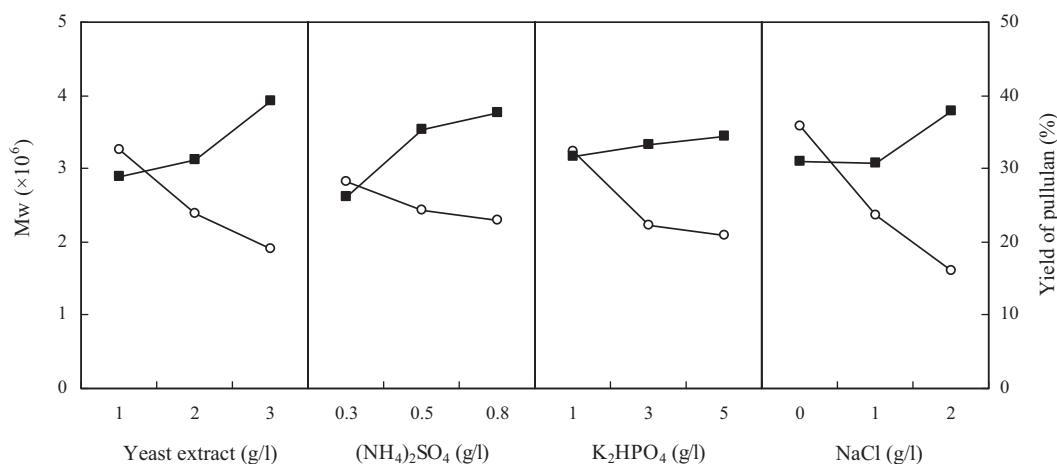 5
4
3
2
1
0
Mw (×10⁶)
50
40
30
20
10
0
Yield of pullulan (%)
1 2 3
0.3 0.5 0.8
1 3 5
0 1 2
Yeast extract (g/l)
(NH₄)₂SO₄ (g/l)
K₂HPO₄ (g/l)
NaCl (g/l)